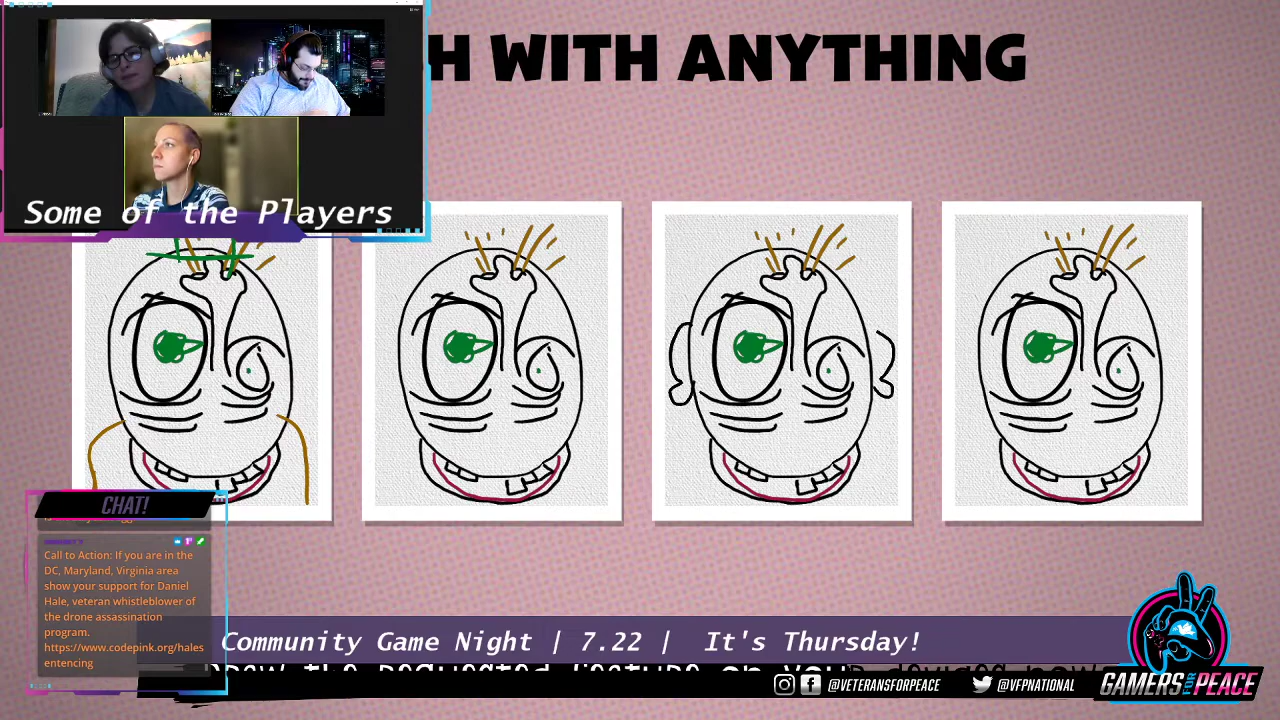 H WITH ANYTHING
Some of the Players
CHAT!
Call to Action: If you are in the
DC, Maryland, Virginia area
show your support for Daniel
Hale, veteran whistleblower of
the drone assassination
program.
https://www.codepink.org/hales
entencing
Community Game Night | 7.22 | It's Thursday!
@VETERANSFORPEACE
@VFPNATIONAL
GAMERS FOR PEACE